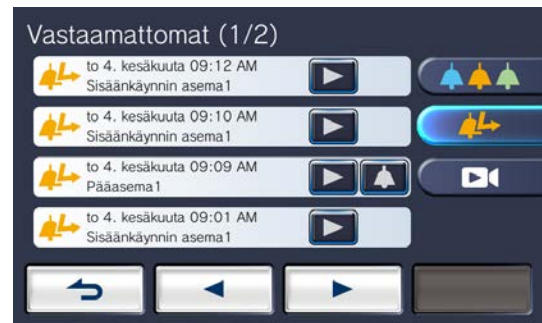 Vastaamattomat (1/2)
to 4. kesäkuuta 09:12 AM
Sisäänkäynnin asema1
to 4. kesäkuuta 09:10 AM
Sisäänkäynnin asema1
to 4. kesäkuuta 09:09 AM
Pääasema1
to 4. kesäkuuta 09:01 AM
Sisäänkäynnin asema1